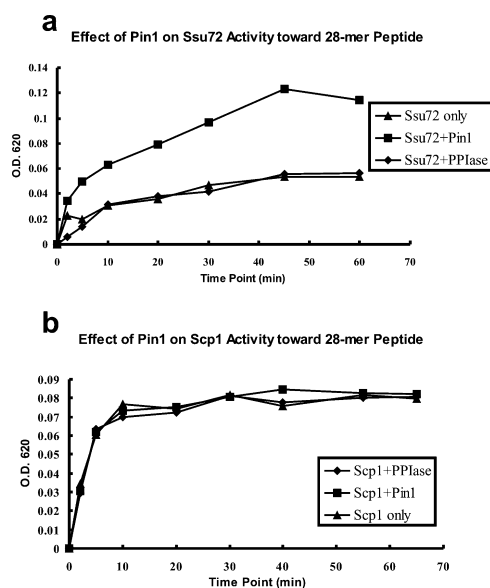 a
Effect of Pin1 on Ssu72 Activity toward 28-mer Peptide
0.14
0.12
0.1
0.08
0.06
0.04
0.02
0
O.D. 620
0 10 20 30 40 50 60 70
Time Point (min)
Ssu72 only
Ssu72+Pin1
Ssu72+PPIase
b
Effect of Pin1 on Scp1 Activity toward 28-mer Peptide
0.09
0.08
0.07
0.06
0.05
0.04
0.03
0.02
0.01
0
O.D. 620
0 10 20 30 40 50 60 70
Time Point (min)
Scp1+PPIase
Scp1+Pin1
Scp1 only